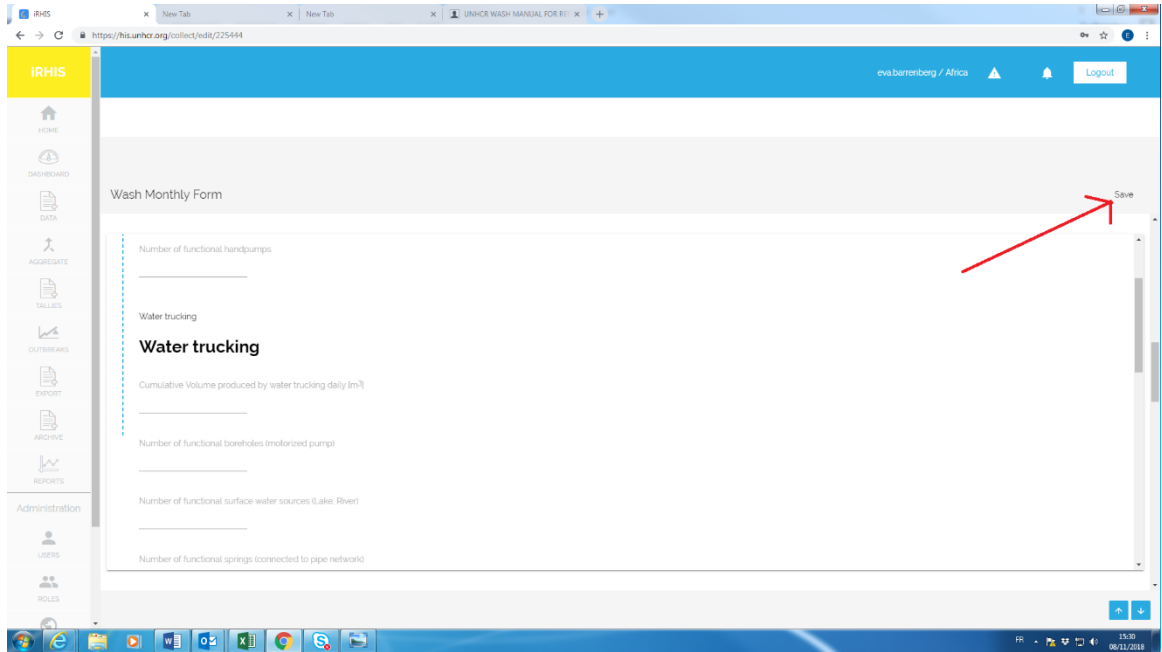 iRHIS
New Tab
New Tab
UNHCR WASH MANUAL FOR REF
https://his.unhcr.org/collect/edit/225444
E
iRHIS
eva.barrenberg / Africa
Logout
HOME
DASHBOARD
DATA
AGGREGATE
TALLIES
OUTBREAKS
EXPORT
ARCHIVE
REPORTS
Administration
USERS
ROLES
Wash Monthly Form
Save
Number of functional handpumps
Water trucking
Water trucking
Cumulative Volume produced by water trucking daily [m³]
Number of functional boreholes (motorized pump)
Number of functional surface water sources (Lake, River)
Number of functional springs (connected to pipe network)
FR
15:30
08/11/2018